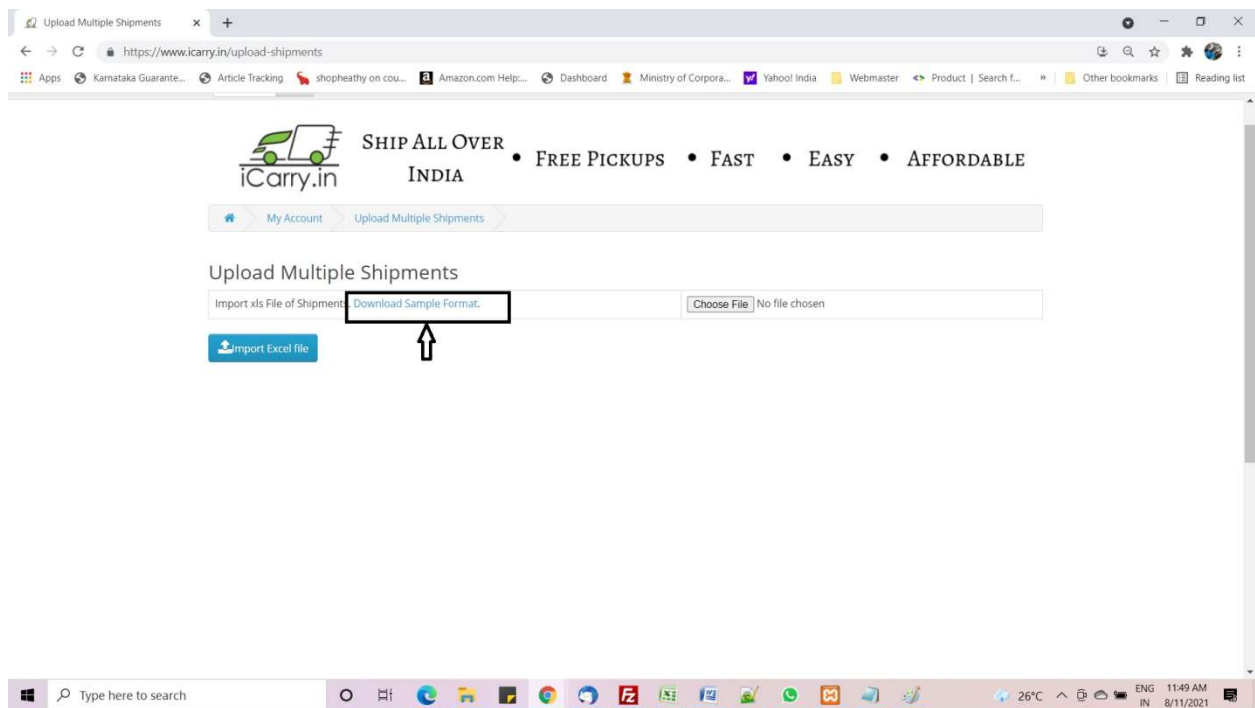 Upload Multiple Shipments
https://www.icarry.in/upload-shipments
Apps Karnataka Guarante... Article Tracking shopheathy on cou... Amazon.com Help:... Dashboard Ministry of Corpora... Yahoo! India Webmaster Product | Search f... » Other bookmarks Reading list
iCarry.in
SHIP ALL OVER
INDIA
• FREE PICKUPS • FAST • EASY • AFFORDABLE
My Account Upload Multiple Shipments
Upload Multiple Shipments
Import xls File of Shipments. Download Sample Format. Choose File No file chosen
Import Excel file
Type here to search
26°C ENG 11:49 AM
IN 8/11/2021